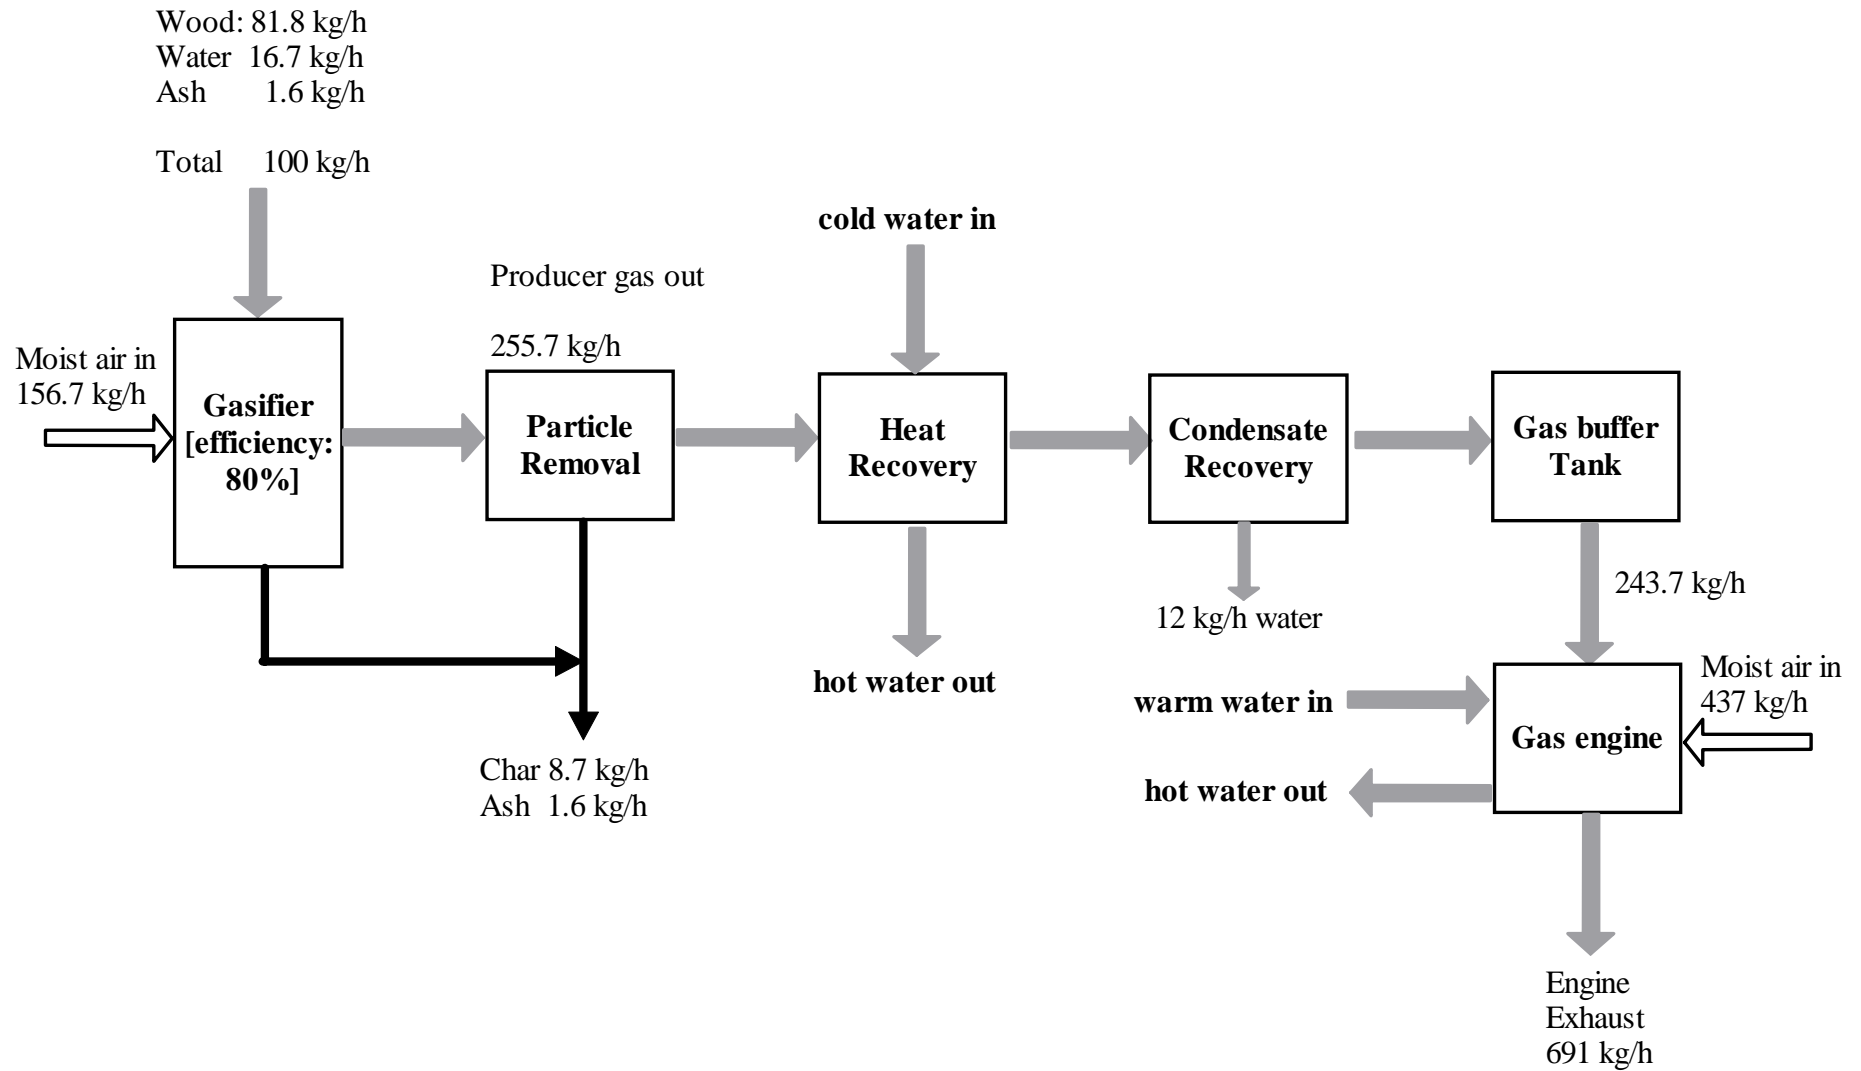 Wood: 81.8 kg/h
Water 16.7 kg/h
Ash 1.6 kg/h
Total 100 kg/h
cold water in
Producer gas out
255.7 kg/h
Moist air in
156.7 kg/h
Gasifier
[efficiency:
80%]
Particle
Removal
Heat
Recovery
Condensate
Recovery
Gas buffer
Tank
243.7 kg/h
12 kg/h water
hot water out
warm water in
Moist air in
437 kg/h
Gas engine
hot water out
Char 8.7 kg/h
Ash 1.6 kg/h
Engine
Exhaust
691 kg/h